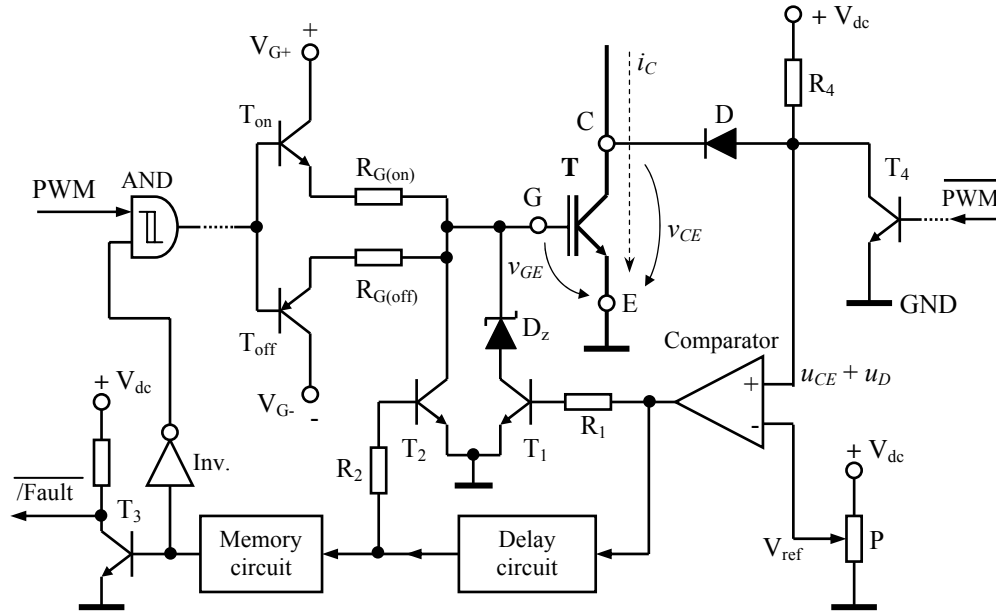 + V_dc
V_G+
+
i_C
R_4
T_on
C
D
AND
R_G(on)
T
T_4
PWM
G
P̅W̅M̅
v_CE
v_GE
R_G(off)
E
GND
T_off
D_z
Comparator
+ V_dc
V_G-
-
+
u_CE + u_D
-
R_1
T_2
T_1
+ V_dc
Inv.
R_2
/Fault
T_3
Memory
circuit
Delay
circuit
V_ref
P